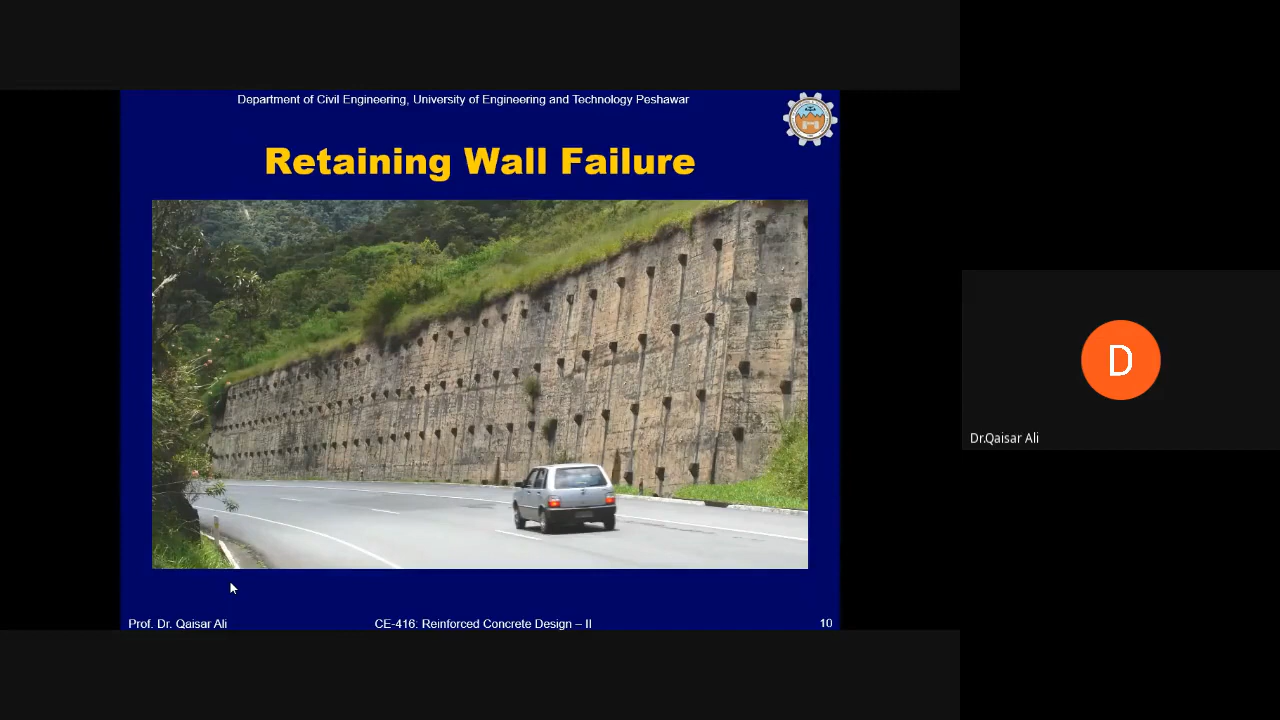 Department of Civil Engineering, University of Engineering and Technology Peshawar
Retaining Wall Failure
D
Dr.Qaisar Ali
Prof. Dr. Qaisar Ali
CE-416: Reinforced Concrete Design – II
10